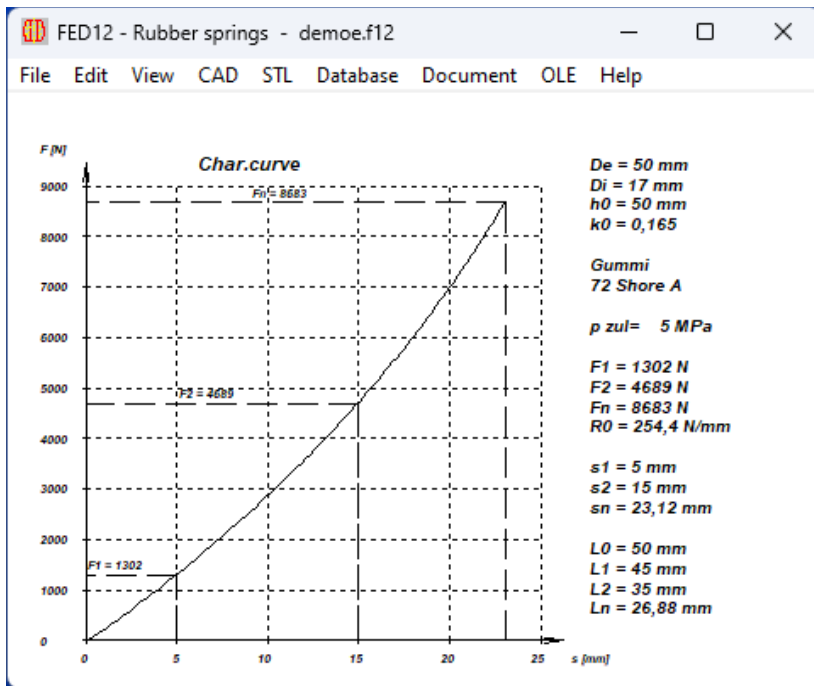 FED12 - Rubber springs - demoe.f12
File Edit View CAD STL Database Document OLE Help
F [N]
Char.curve
9000
Fn = 8683
8000
7000
6000
5000
F2 = 4689
4000
3000
2000
F1 = 1302
1000
0
0 5 10 15 20 25 s [mm]
De = 50 mm
Di = 17 mm
h0 = 50 mm
k0 = 0,165
Gummi
72 Shore A
p zul= 5 MPa
F1 = 1302 N
F2 = 4689 N
Fn = 8683 N
R0 = 254,4 N/mm
s1 = 5 mm
s2 = 15 mm
sn = 23,12 mm
L0 = 50 mm
L1 = 45 mm
L2 = 35 mm
Ln = 26,88 mm